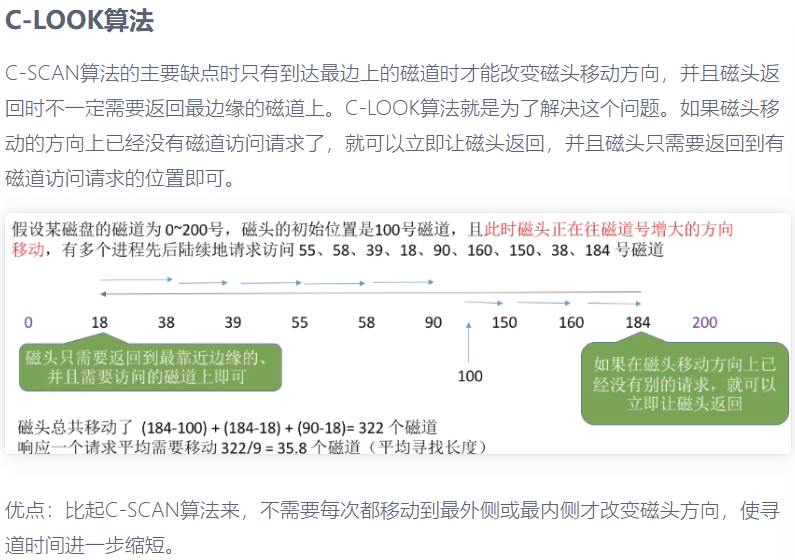 C-LOOK算法
C-SCAN算法的主要缺点时只有到达最边上的磁道时才能改变磁头移动方向，并且磁头返
回时不一定需要返回最边缘的磁道上。C-LOOK算法就是为了解决这个问题。如果磁头移
动的方向上已经没有磁道访问请求了，就可以立即让磁头返回，并且磁头只需要返回到有
磁道访问请求的位置即可。
假设某磁盘的磁道为 0~200号，磁头的初始位置是100号磁道，且此时磁头正在往磁道号增大的方向
移动，有多个进程先后陆续地请求访问 55、58、39、18、90、160、150、38、184 号磁道
0 18 38 39 55 58 90 150 160 184 200
磁头只需要返回到最靠近边缘的、
并且需要访问的磁道上即可
100
如果在磁头移动方向上已
经没有别的请求，就可以
立即让磁头返回
磁头总共移动了 (184-100) + (184-18) + (90-18)= 322 个磁道
响应一个请求平均需要移动 322/9 = 35.8 个磁道（平均寻找长度）
优点：比起C-SCAN算法来，不需要每次都移动到最外侧或最内侧才改变磁头方向，使寻
道时间进一步缩短。